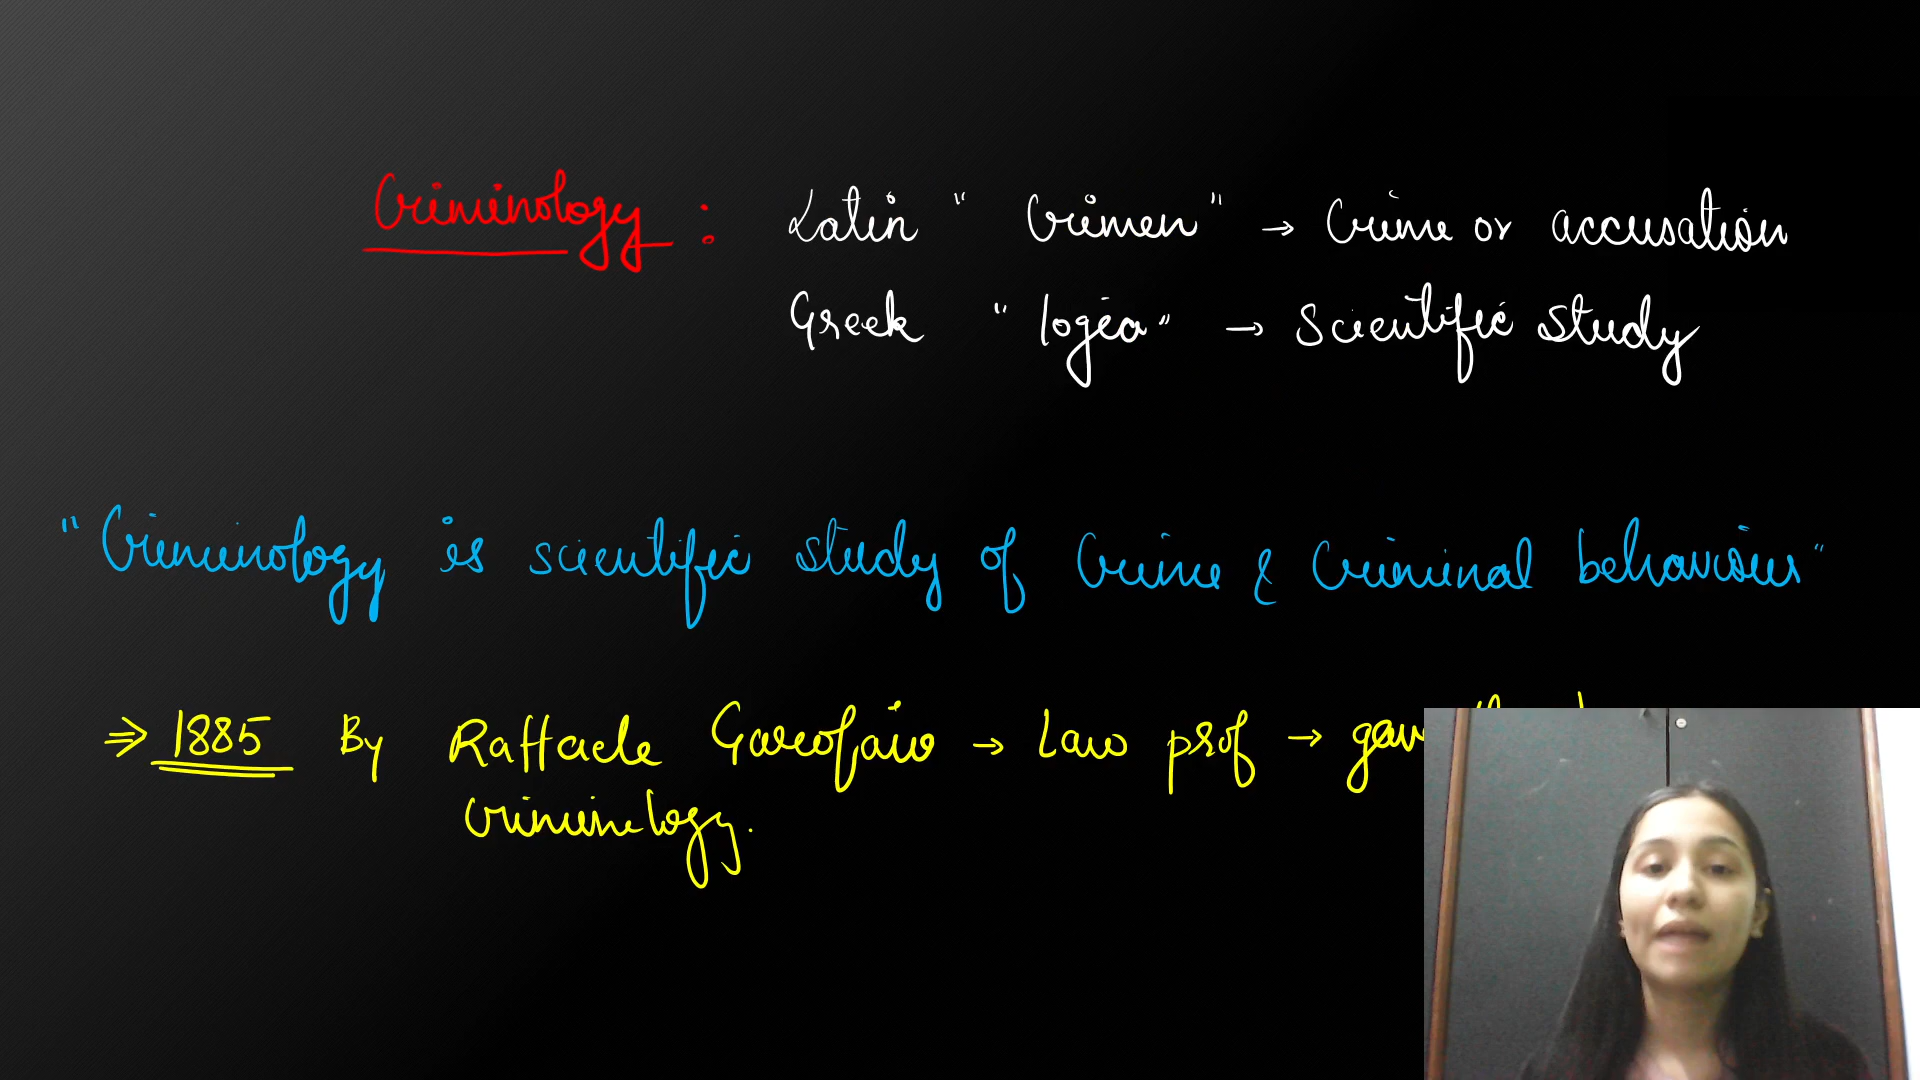 Criminology : Latin " Crimen" → Crime or accusation
Greek " logia" → Scientific study
"Criminology is scientific study of Crime & Criminal behaviour"
⇒ 1885 By Raffaele Garofalo → Law prof →
Criminology.